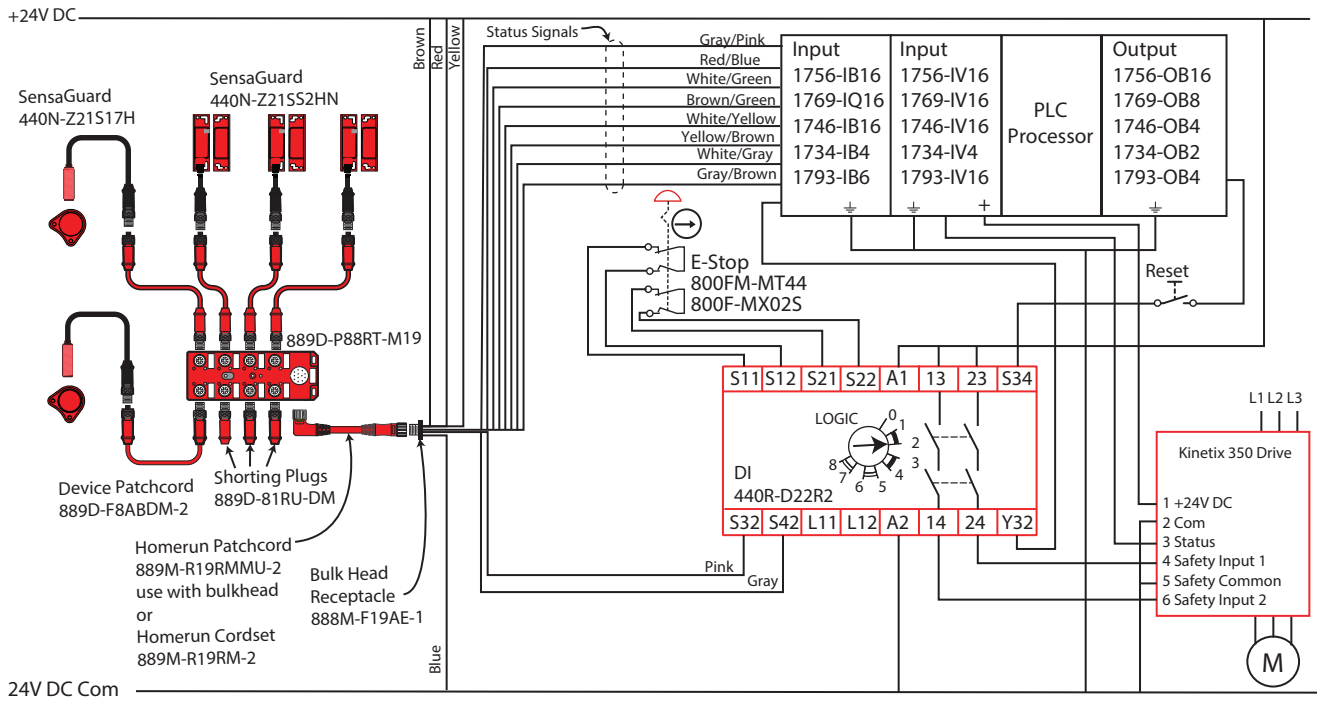 +24V DC
Brown
Red
Yellow
Status Signals
Gray/Pink
Red/Blue
White/Green
Brown/Green
White/Yellow
Yellow/Brown
White/Gray
Gray/Brown
Input
1756-IB16
1769-IQ16
1746-IB16
1734-IB4
1793-IB6
Input
1756-IV16
1769-IV16
1746-IV16
1734-IV4
1793-IV16
+
PLC
Processor
Output
1756-OB16
1769-OB8
1746-OB4
1734-OB2
1793-OB4
SensaGuard
440N-Z21S17H
SensaGuard
440N-Z21SS2HN
E-Stop
800FM-MT44
800F-MX02S
Reset
889D-P88RT-M19
S11 S12 S21 S22 A1 13 23 S34
LOGIC
0
1
2
3
4
5
6
7
8
DI
440R-D22R2
S32 S42 L11 L12 A2 14 24 Y32
L1 L2 L3
Kinetix 350 Drive
1 +24V DC
2 Com
3 Status
4 Safety Input 1
5 Safety Common
6 Safety Input 2
M
Device Patchcord
889D-F8ABDM-2
Shorting Plugs
889D-81RU-DM
Homerun Patchcord
889M-R19RMMU-2
use with bulkhead
or
Homerun Cordset
889M-R19RM-2
Bulk Head
Receptacle
888M-F19AE-1
Pink
Gray
Blue
24V DC Com